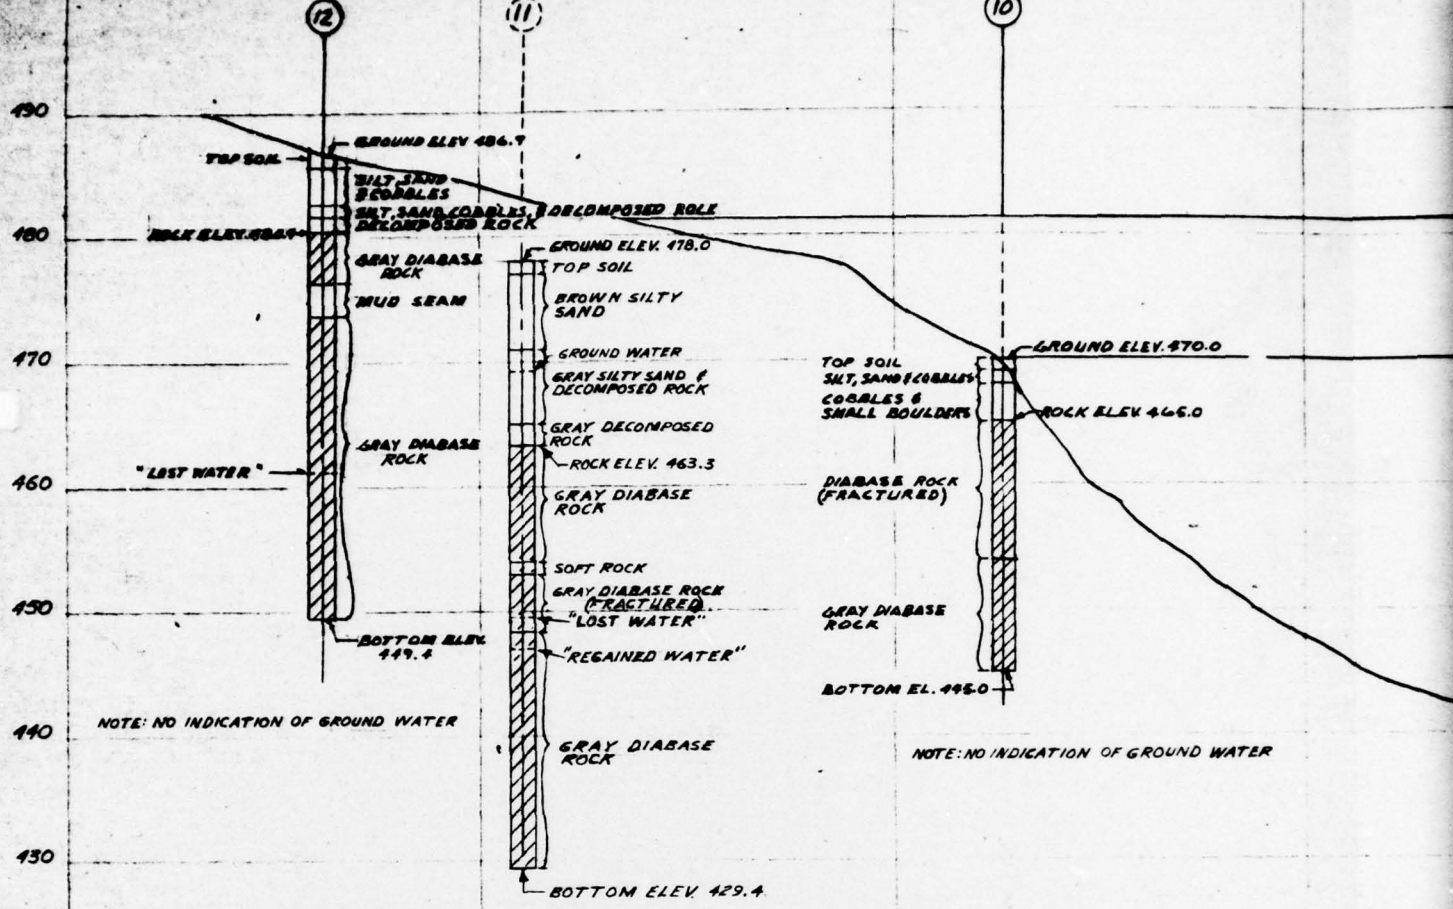 12
11
10
490
480
470
460
450
440
430
GROUND ELEV 486.9
TOP SOIL
SILT, SAND
& COBBLES
SILT, SAND, COBBLES, & DECOMPOSED ROCK
DECOMPOSED ROCK
ROCK ELEV.
GRAY DIABASE
ROCK
MUD SEAM
GRAY DIABASE
ROCK
"LOST WATER"
BOTTOM ELEV.
449.4
NOTE: NO INDICATION OF GROUND WATER
GROUND ELEV. 478.0
TOP SOIL
BROWN SILTY
SAND
GROUND WATER
GRAY SILTY SAND &
DECOMPOSED ROCK
GRAY DECOMPOSED
ROCK
ROCK ELEV. 463.3
GRAY DIABASE
ROCK
SOFT ROCK
GRAY DIABASE ROCK
(FRACTURED)
"LOST WATER"
"REGAINED WATER"
GRAY DIABASE
ROCK
BOTTOM ELEV. 429.4
GROUND ELEV. 470.0
TOP SOIL
SILT, SAND & COBBLES
COBBLES &
SMALL BOULDERS
ROCK ELEV. 465.0
DIABASE ROCK
(FRACTURED)
GRAY DIABASE
ROCK
BOTTOM EL. 445.0
NOTE: NO INDICATION OF GROUND WATER